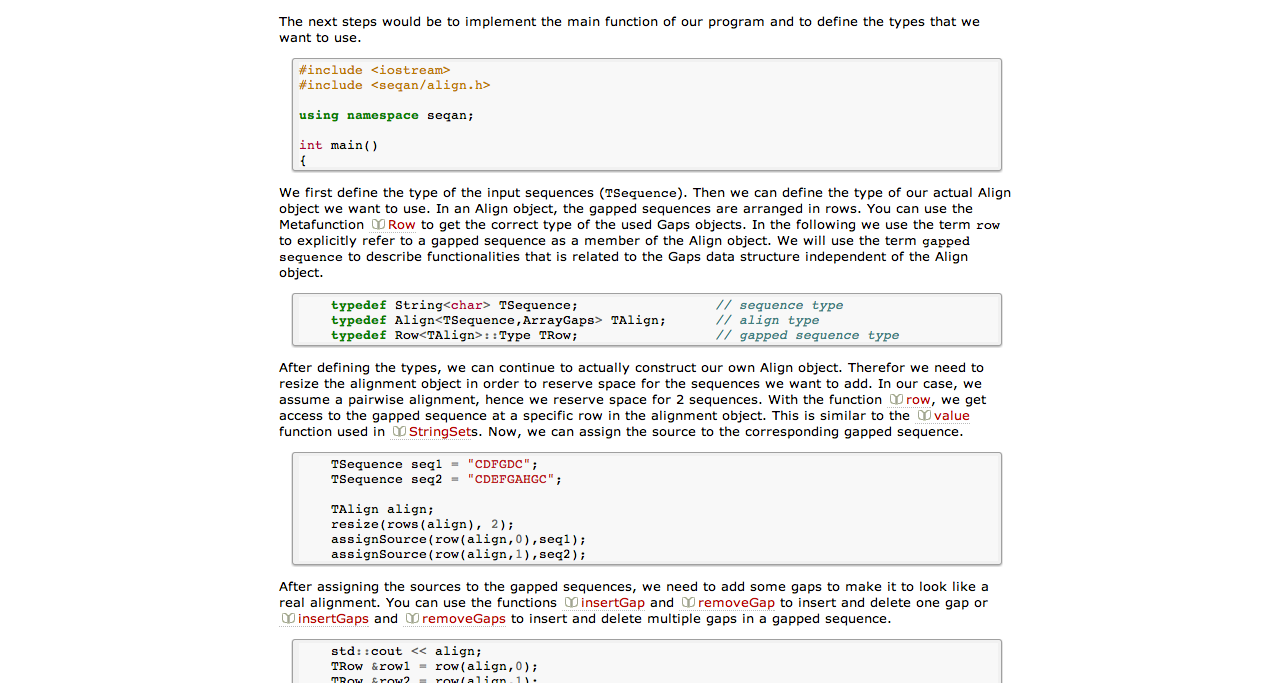 The next steps would be to implement the main function of our program and to define the types that we
want to use.
#include <iostream>
#include <seqan/align.h>
using namespace seqan;
int main()
{
We first define the type of the input sequences (TSequence). Then we can define the type of our actual Align
object we want to use. In an Align object, the gapped sequences are arranged in rows. You can use the
Metafunction Row to get the correct type of the used Gaps objects. In the following we use the term row
to explicitly refer to a gapped sequence as a member of the Align object. We will use the term gapped
sequence to describe functionalities that is related to the Gaps data structure independent of the Align
object.
typedef String<char> TSequence; // sequence type
typedef Align<TSequence,ArrayGaps> TAlign; // align type
typedef Row<TAlign>::Type TRow; // gapped sequence type
After defining the types, we can continue to actually construct our own Align object. Therefor we need to
resize the alignment object in order to reserve space for the sequences we want to add. In our case, we
assume a pairwise alignment, hence we reserve space for 2 sequences. With the function row, we get
access to the gapped sequence at a specific row in the alignment object. This is similar to the value
function used in StringSets. Now, we can assign the source to the corresponding gapped sequence.
TSequence seq1 = "CDFGDC";
TSequence seq2 = "CDEFGAHGC";
TAlign align;
resize(rows(align), 2);
assignSource(row(align,0),seq1);
assignSource(row(align,1),seq2);
After assigning the sources to the gapped sequences, we need to add some gaps to make it to look like a
real alignment. You can use the functions insertGap and removeGap to insert and delete one gap or
insertGaps and removeGaps to insert and delete multiple gaps in a gapped sequence.
std::cout << align;
TRow &row1 = row(align,0);
TRow &row2 = row(align,1);